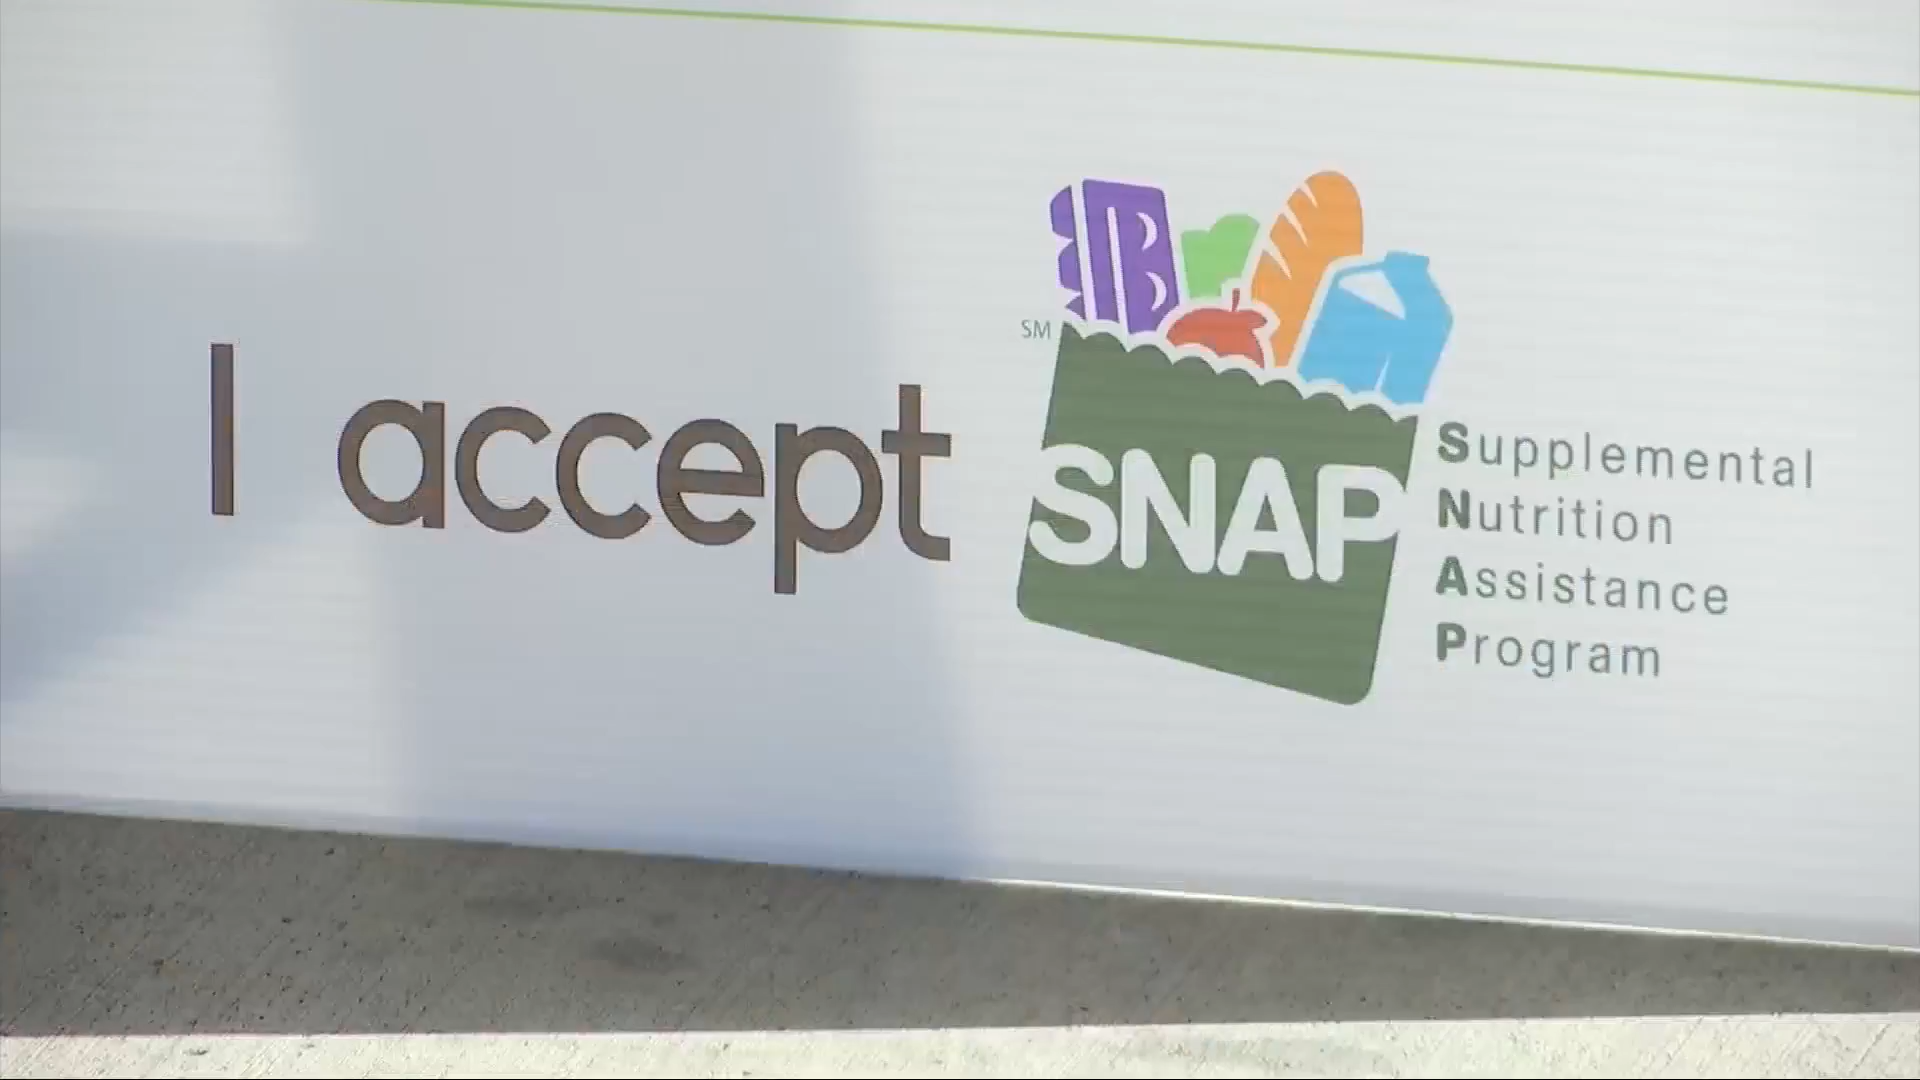 I accept
SM
SNAP
Supplemental
Nutrition
Assistance
Program